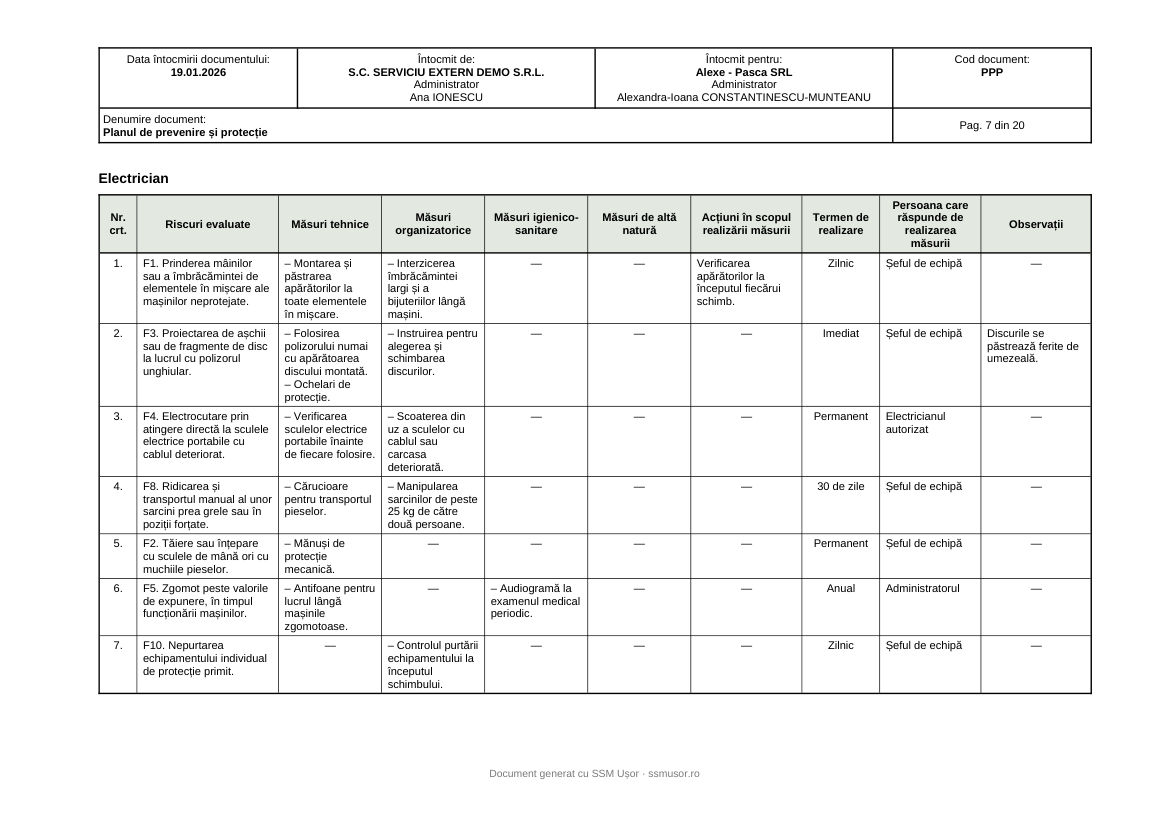 Data întocmirii documentului:
19.01.2026
Întocmit de:
S.C. SERVICIU EXTERN DEMO S.R.L.
Administrator
Ana IONESCU
Întocmit pentru:
Alexe - Pasca SRL
Administrator
Alexandra-Ioana CONSTANTINESCU-MUNTEANU
Cod document:
PPP
Denumire document:
Planul de prevenire și protecție
Pag. 7 din 20
Electrician
Nr.
crt.
Riscuri evaluate
Măsuri tehnice
Măsuri
organizatorice
Măsuri igienico-
sanitare
Măsuri de altă
natură
Acțiuni în scopul
realizării măsurii
Termen de
realizare
Persoana care
răspunde de
realizarea
măsurii
Observații
1.
F1. Prinderea mâinilor
sau a îmbrăcămintei de
elementele în mișcare ale
mașinilor neprotejate.
– Montarea și
păstrarea
apărătorilor la
toate elementele
în mișcare.
– Interzicerea
îmbrăcămintei
largi și a
bijuteriilor lângă
mașini.
—
—
Verificarea
apărătorilor la
începutul fiecărui
schimb.
Zilnic
Șeful de echipă
—
2.
F3. Proiectarea de așchii
sau de fragmente de disc
la lucrul cu polizorul
unghiular.
– Folosirea
polizorului numai
cu apărătoarea
discului montată.
– Ochelari de
protecție.
– Instruirea pentru
alegerea și
schimbarea
discurilor.
—
—
—
Imediat
Șeful de echipă
Discurile se
păstrează ferite de
umezeală.
3.
F4. Electrocutare prin
atingere directă la sculele
electrice portabile cu
cablul deteriorat.
– Verificarea
sculelor electrice
portabile înainte
de fiecare folosire.
– Scoaterea din
uz a sculelor cu
cablul sau
carcasa
deteriorată.
—
—
—
Permanent
Electricianul
autorizat
—
4.
F8. Ridicarea și
transportul manual al unor
sarcini prea grele sau în
poziții forțate.
– Cărucioare
pentru transportul
pieselor.
– Manipularea
sarcinilor de peste
25 kg de către
două persoane.
—
—
—
30 de zile
Șeful de echipă
—
5.
F2. Tăiere sau înțepare
cu sculele de mână ori cu
muchiile pieselor.
– Mănuși de
protecție
mecanică.
—
—
—
—
Permanent
Șeful de echipă
—
6.
F5. Zgomot peste valorile
de expunere, în timpul
funcționării mașinilor.
– Antifoane pentru
lucrul lângă
mașinile
zgomotoase.
—
– Audiogramă la
examenul medical
periodic.
—
—
Anual
Administratorul
—
7.
F10. Nepurtarea
echipamentului individual
de protecție primit.
—
– Controlul purtării
echipamentului la
începutul
schimbului.
—
—
—
Zilnic
Șeful de echipă
—
Document generat cu SSM Ușor · ssmusor.ro